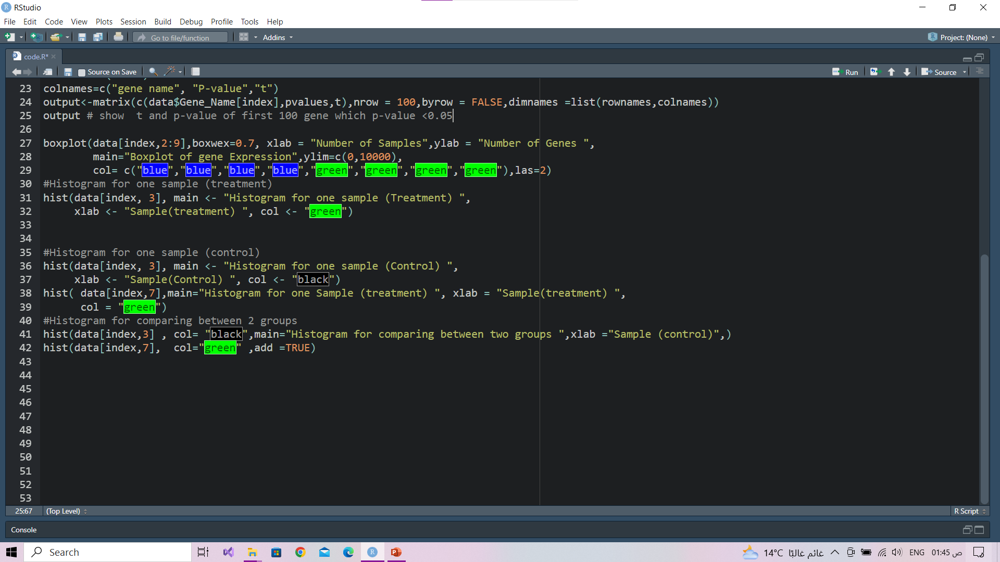 RStudio
File Edit Code View Plots Session Build Debug Profile Tools Help
Go to file/function Addins Project: (None)
code.R*
Source on Save Run Source
23 colnames=c("gene name", "P-value","t")
24 output<-matrix(c(data$Gene_Name[index],pvalues,t),nrow = 100,byrow = FALSE,dimnames =list(rownames,colnames))
25 output # show  t and p-value of first 100 gene which p-value <0.05
26
27 boxplot(data[index,2:9],boxwex=0.7, xlab = "Number of Samples",ylab = "Number of Genes ",
28         main="Boxplot of gene Expression",ylim=c(0,10000),
29         col= c("blue","blue","blue","blue","green","green","green","green"),las=2)
30 #Histogram for one sample (treatment)
31 hist(data[index, 3], main <- "Histogram for one sample (Treatment) ",
32      xlab <- "Sample(treatment) ", col <- "green")
33
34
35 #Histogram for one sample (control)
36 hist(data[index, 3], main <- "Histogram for one sample (Control) ",
37      xlab <- "Sample(Control) ", col <- "black")
38 hist( data[index,7],main="Histogram for one Sample (treatment) ", xlab = "Sample(treatment) ",
39       col = "green")
40 #Histogram for comparing between 2 groups
41 hist(data[index,3] , col= "black",main="Histogram for comparing between two groups ",xlab ="Sample (control)",)
42 hist(data[index,7],  col="green" ,add =TRUE)
43
44
45
46
47
48
49
50
51
52
53
25:67 (Top Level) R Script
Console
Search 14°C غائم غالبًا ENG 01:45 ص